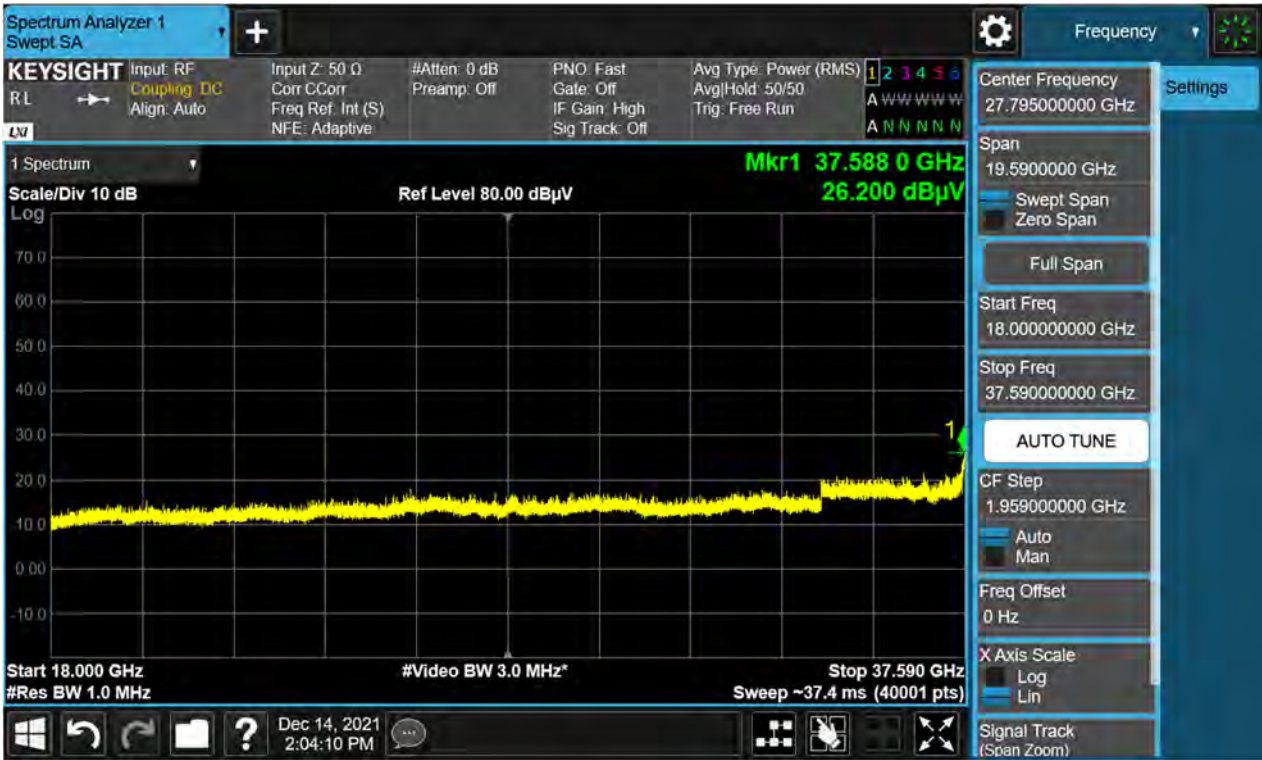 Spectrum Analyzer 1
Swept SA
+
Frequency
KEYSIGHT
R L
LXI
Input: RF
Coupling: DC
Align: Auto
Input Z: 50 Ω
Corr CCorr
Freq Ref: Int (S)
NFE: Adaptive
#Atten: 0 dB
Preamp: Off
PNO: Fast
Gate: Off
IF Gain: High
Sig Track: Off
Avg Type: Power (RMS)
Avg|Hold: 50/50
Trig: Free Run
1 2 3 4 5 6
A W W W W W
A N N N N N
1 Spectrum
Scale/Div 10 dB
Log
Ref Level 80.00 dBµV
Mkr1 37.588 0 GHz
26.200 dBµV
70.0
60.0
50.0
40.0
30.0
1
20.0
10.0
0.00
-10.0
Start 18.000 GHz
#Res BW 1.0 MHz
#Video BW 3.0 MHz*
Stop 37.590 GHz
Sweep ~37.4 ms (40001 pts)
?
Dec 14, 2021
2:04:10 PM
Center Frequency
27.795000000 GHz
Settings
Span
19.5900000 GHz
Swept Span
Zero Span
Full Span
Start Freq
18.000000000 GHz
Stop Freq
37.590000000 GHz
AUTO TUNE
CF Step
1.959000000 GHz
Auto
Man
Freq Offset
0 Hz
X Axis Scale
Log
Lin
Signal Track
(Span Zoom)